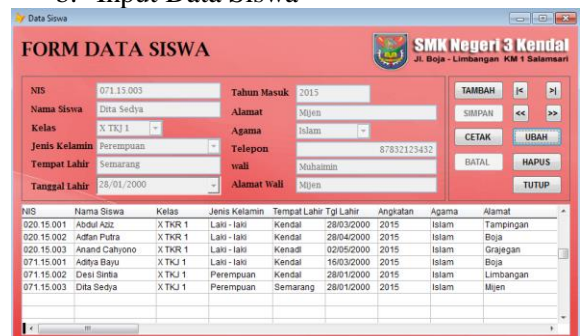 b. Input Data Siswa
Data Siswa
FORM DATA SISWA
SMK Negeri 3 Kendal
Jl. Boja - Limbangan KM 1 Salamsari
NIS 071.15.003 Tahun Masuk 2015 TAMBAH |< >|
Nama Siswa Dita Sedya Alamat Mijen SIMPAN << >>
Kelas X TKJ 1 Agama Islam CETAK UBAH
Jenis Kelamin Perempuan Telepon 87832123432
Tempat Lahir Semarang wali Muhaimin BATAL HAPUS
Tanggal Lahir 28/01/2000 Alamat Wali Mijen TUTUP
NIS Nama Siswa Kelas Jenis Kelamin Tempat Lahir Tgl Lahir Angkatan Agama Alamat
020.15.001 Abdul Aziz X TKR 1 Laki - laki Kendal 28/03/2000 2015 Islam Tampingan
020.15.002 Adfan Putra X TKR 1 Laki - laki Kendal 28/04/2000 2015 Islam Boja
020.15.003 Anand Cahyono X TKR 1 Laki - laki Kenadl 02/05/2000 2015 Islam Grajegan
071.15.001 Aditya Bayu X TKJ 1 Laki - laki Kendal 16/03/2000 2015 Islam Boja
071.15.002 Desi Sintia X TKJ 1 Perempuan Kendal 28/01/2000 2015 Islam Limbangan
071.15.003 Dita Sedya X TKJ 1 Perempuan Semarang 28/01/2000 2015 Islam Mijen